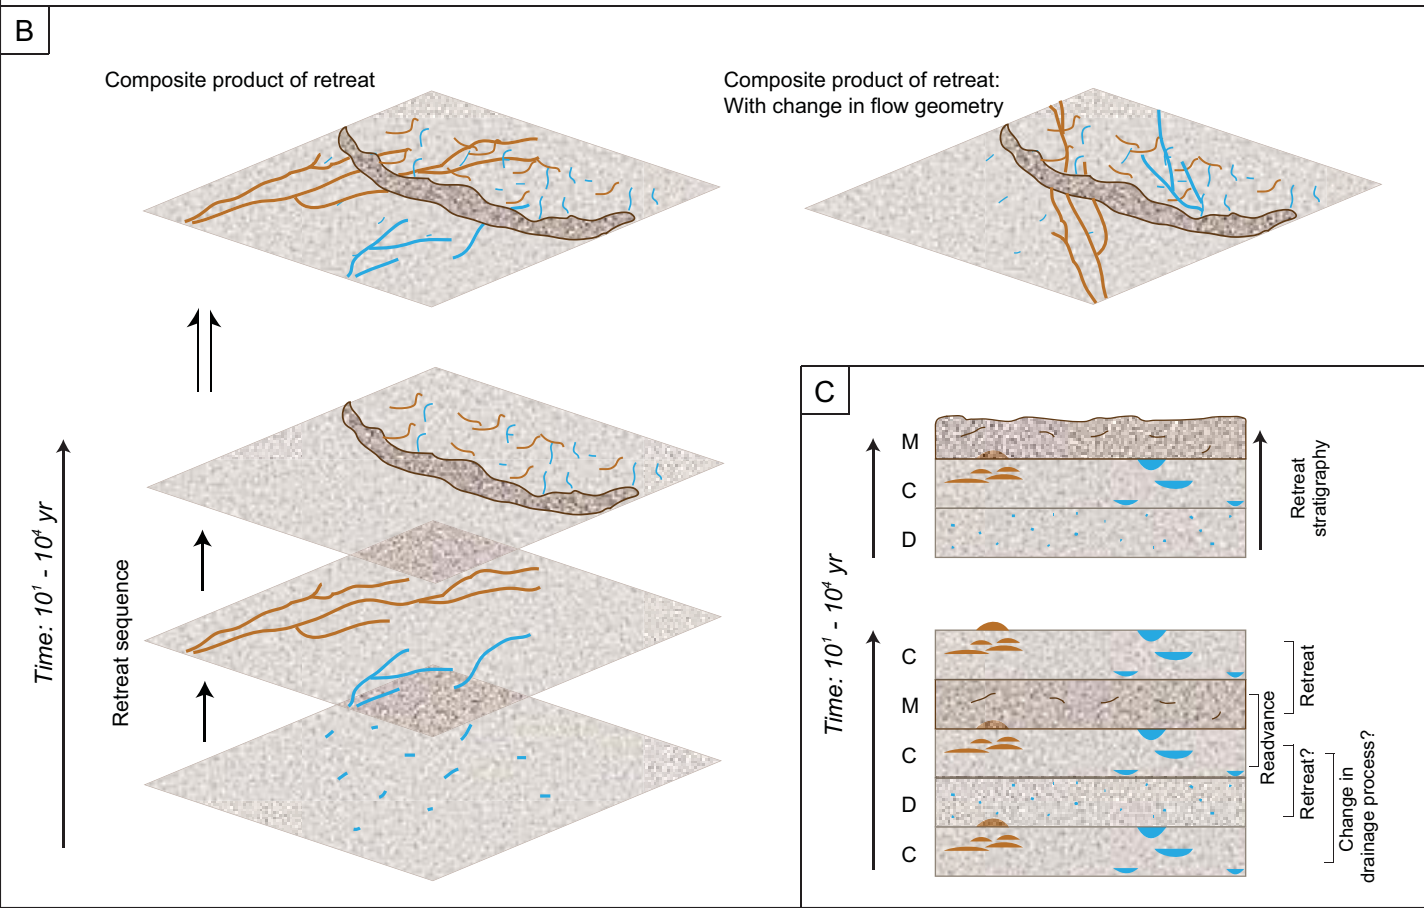 B
Composite product of retreat
Composite product of retreat:
With change in flow geometry
Time: 10¹ - 10⁴ yr
Retreat sequence
C
M
C
D
Retreat
stratigraphy
Time: 10¹ - 10⁴ yr
C
M
C
D
C
Retreat
Readvance
Retreat?
Change in
drainage process?